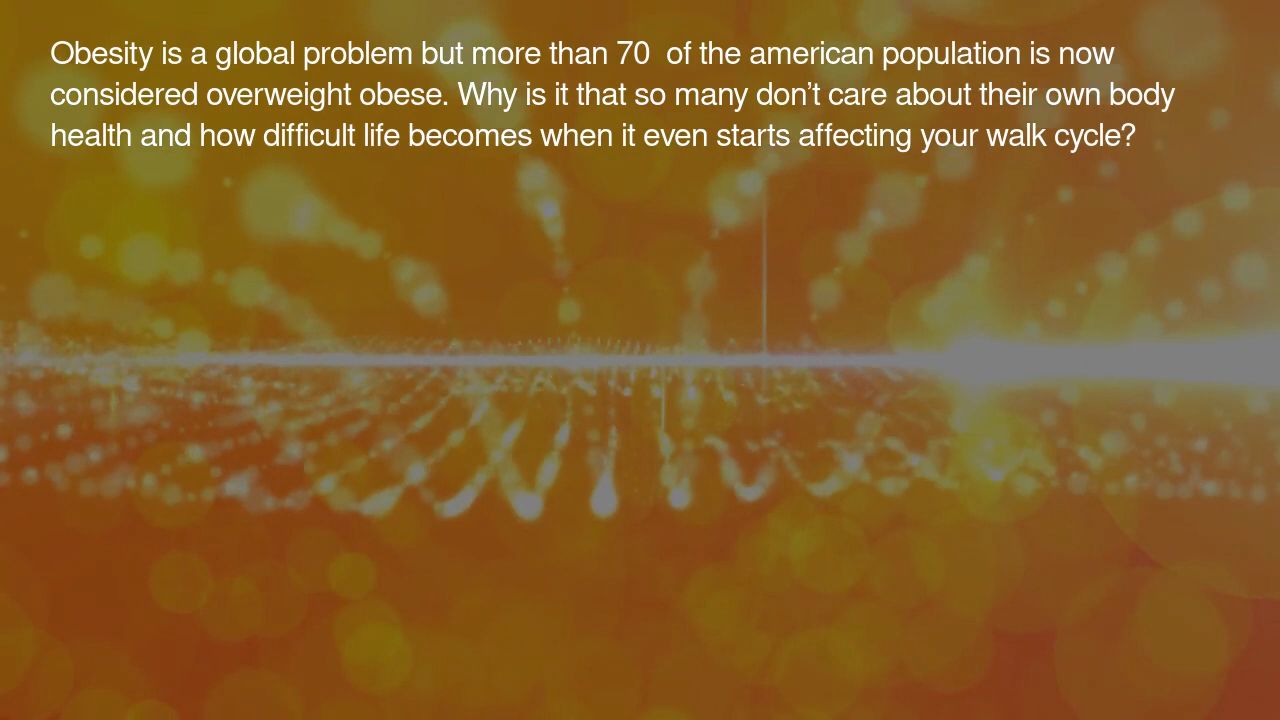 Obesity is a global problem but more than 70  of the american population is now
considered overweight obese. Why is it that so many don’t care about their own body
health and how difficult life becomes when it even starts affecting your walk cycle?